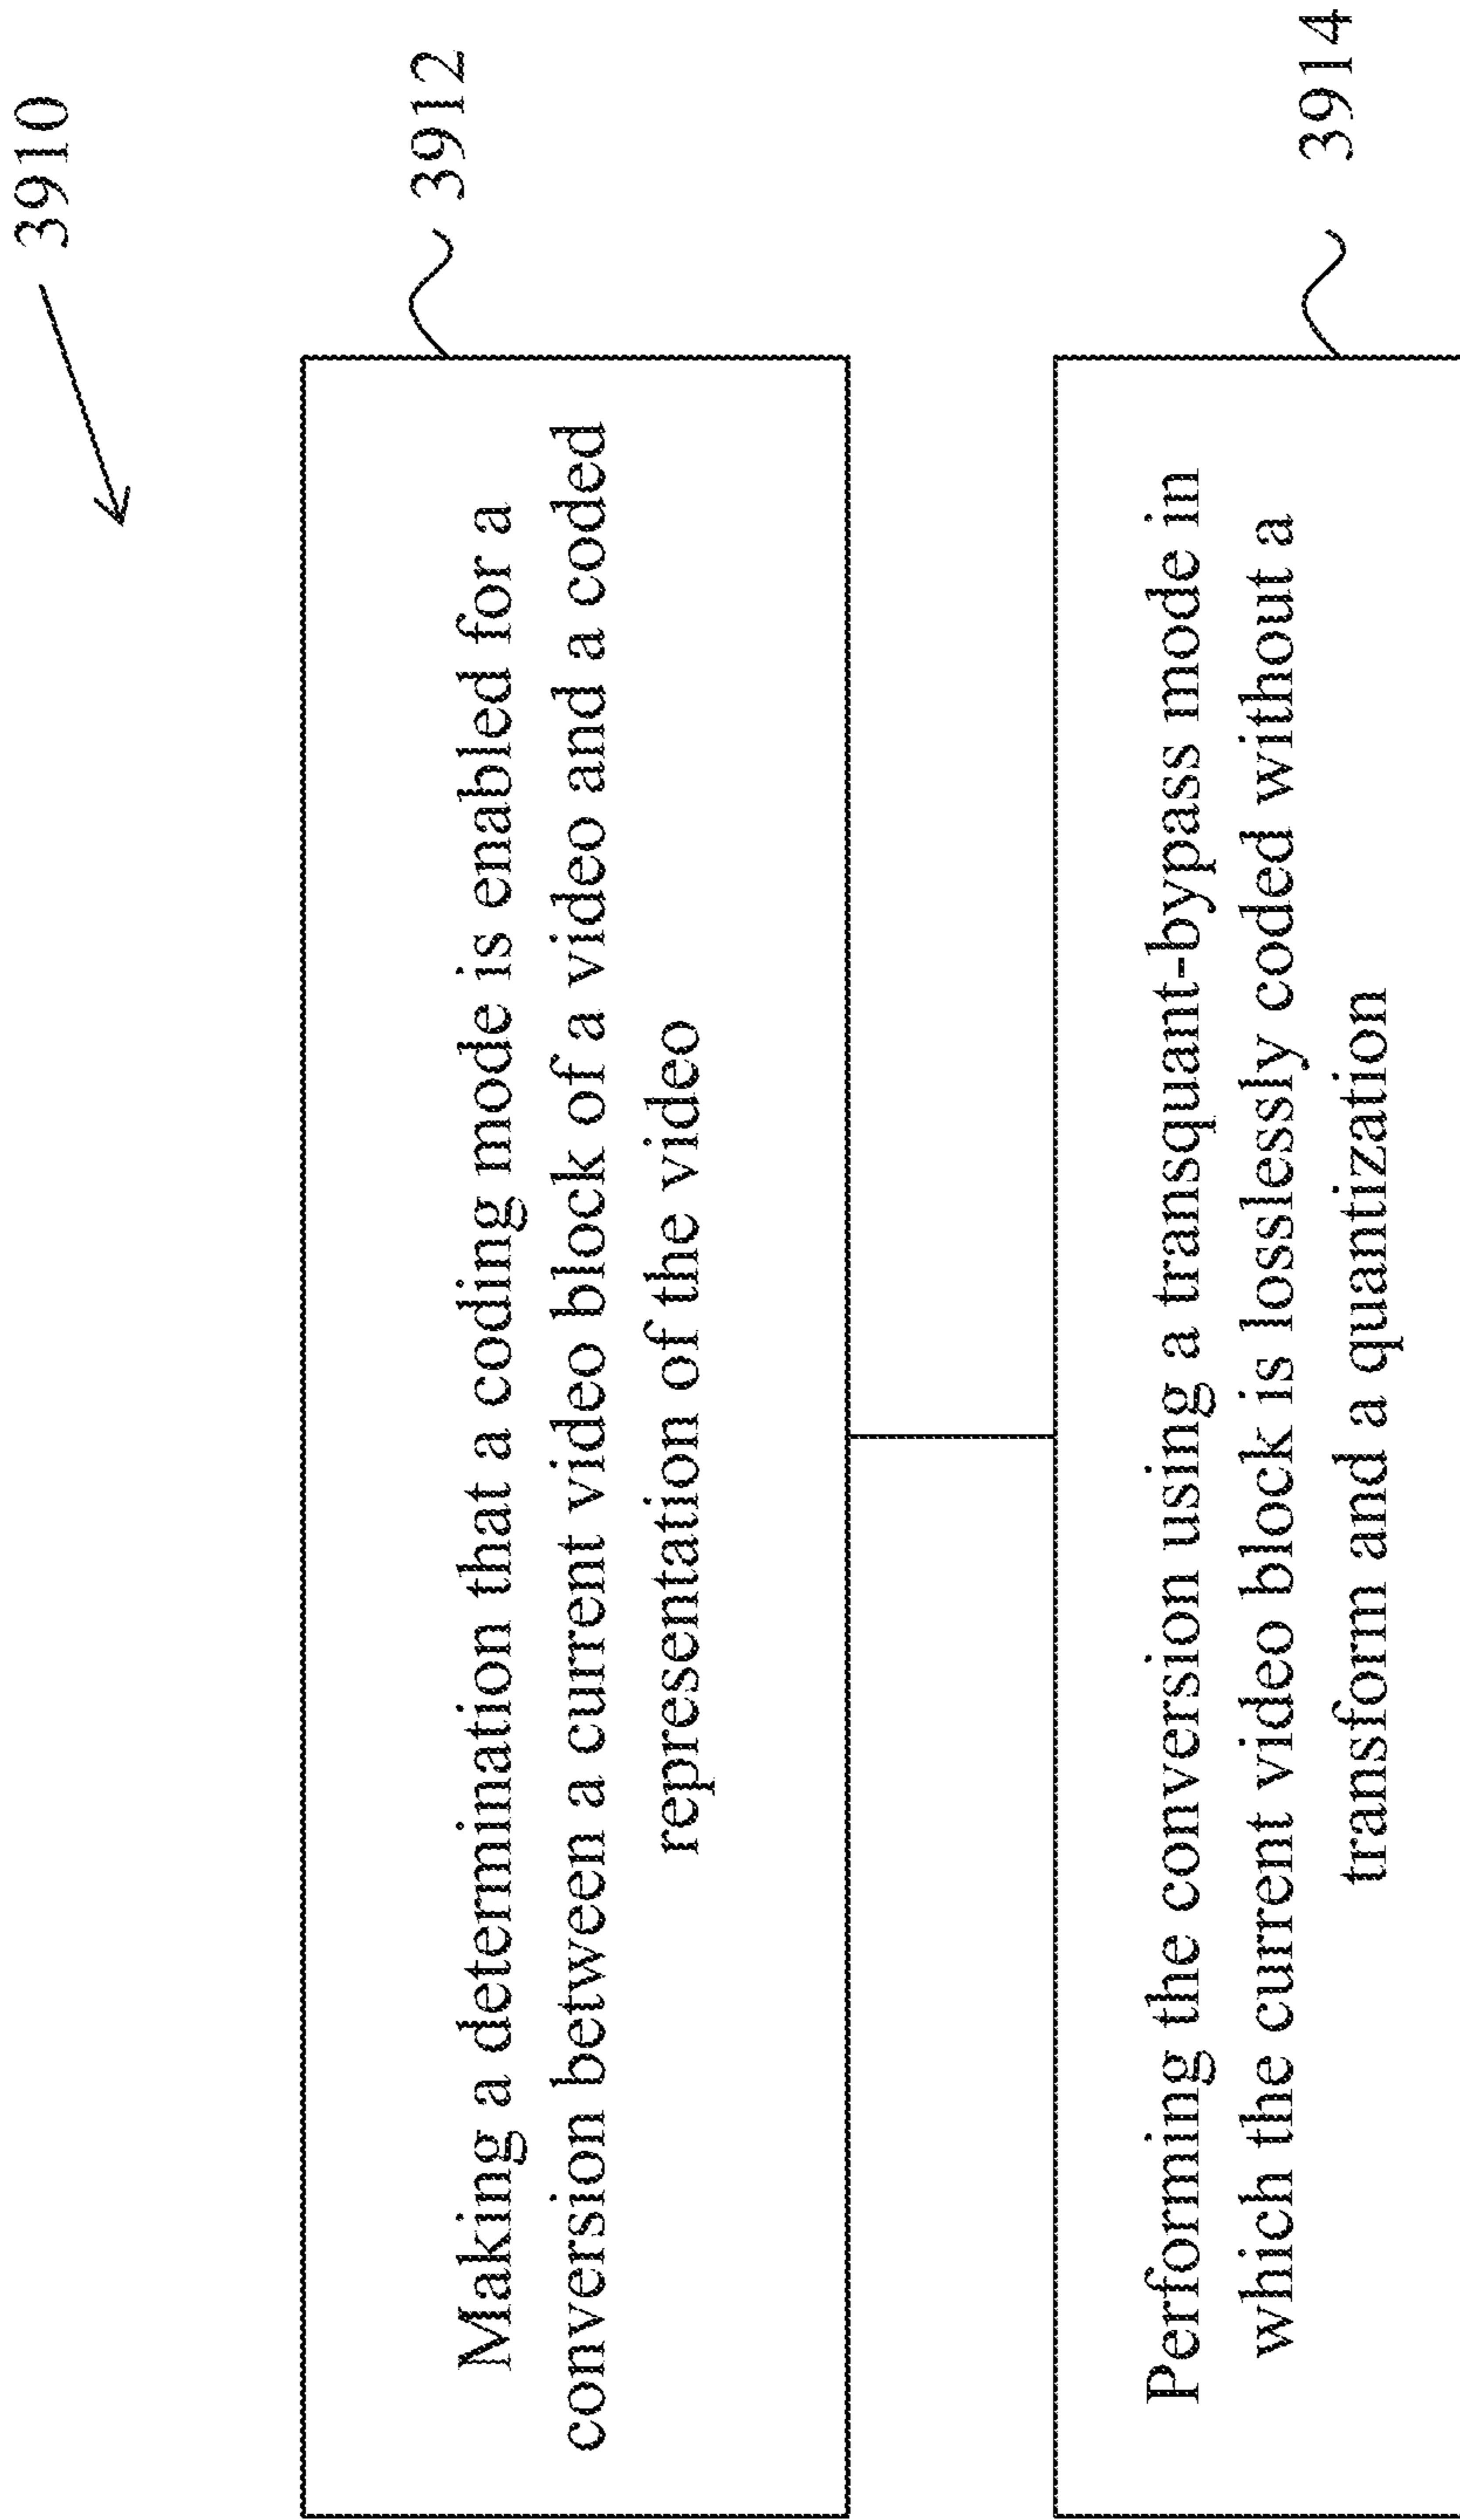 3910
Making a determination that a coding mode is enabled for a
conversion between a current video block of a video and a coded
representation of the video
3912
Performing the conversion using a transquant-bypass mode in
which the current video block is losslessly coded without a
transform and a quantization
3914